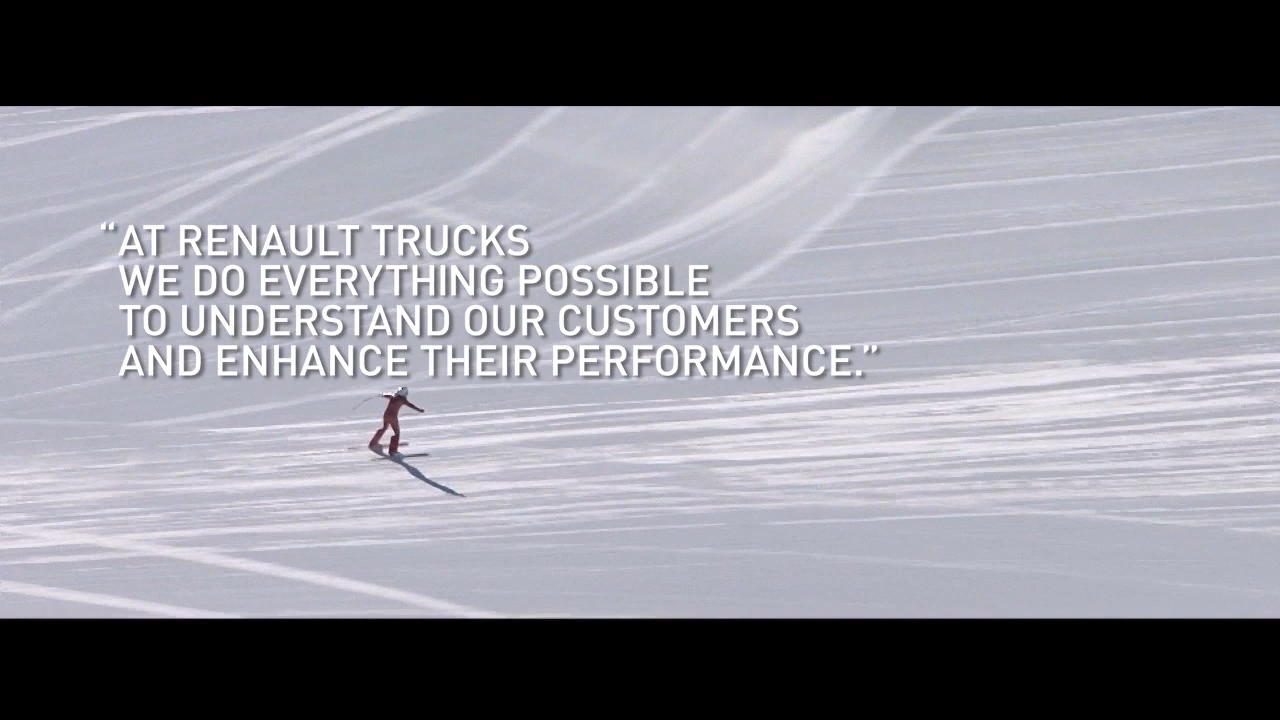 “AT RENAULT TRUCKS
WE DO EVERYTHING POSSIBLE
TO UNDERSTAND OUR CUSTOMERS
AND ENHANCE THEIR PERFORMANCE.”